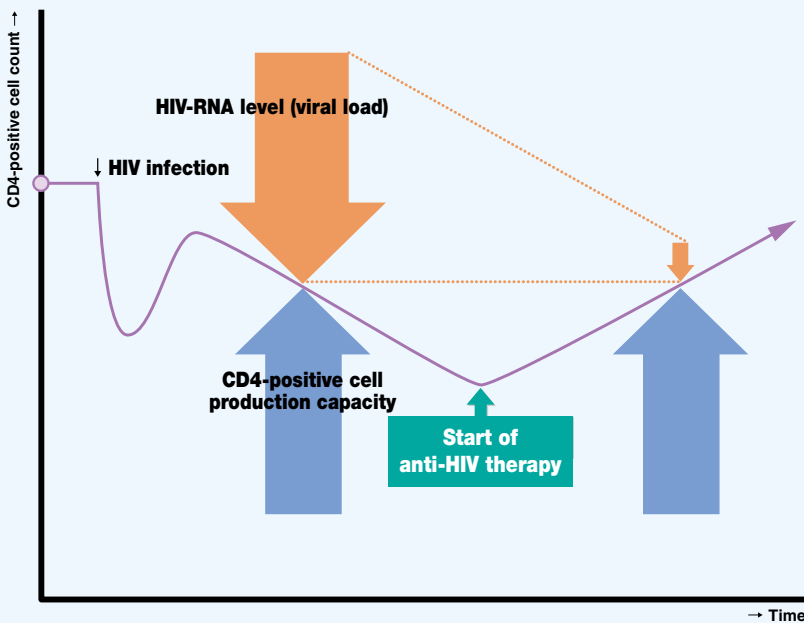 CD4-positive cell count →
HIV-RNA level (viral load)
↓ HIV infection
CD4-positive cell
production capacity
Start of
anti-HIV therapy
→ Time